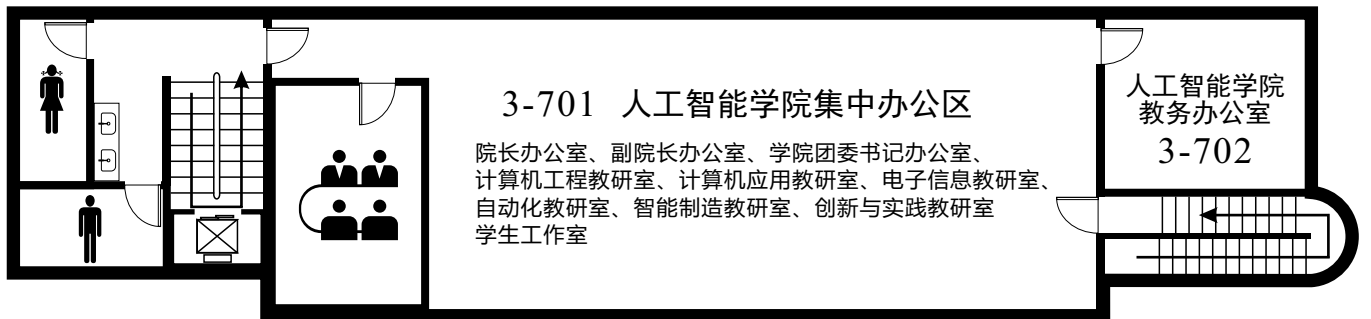 3-701 人工智能学院集中办公区
院长办公室、副院长办公室、学院团委书记办公室、
计算机工程教研室、计算机应用教研室、电子信息教研室、
自动化教研室、智能制造教研室、创新与实践教研室
学生工作室
人工智能学院
教务办公室
3-702